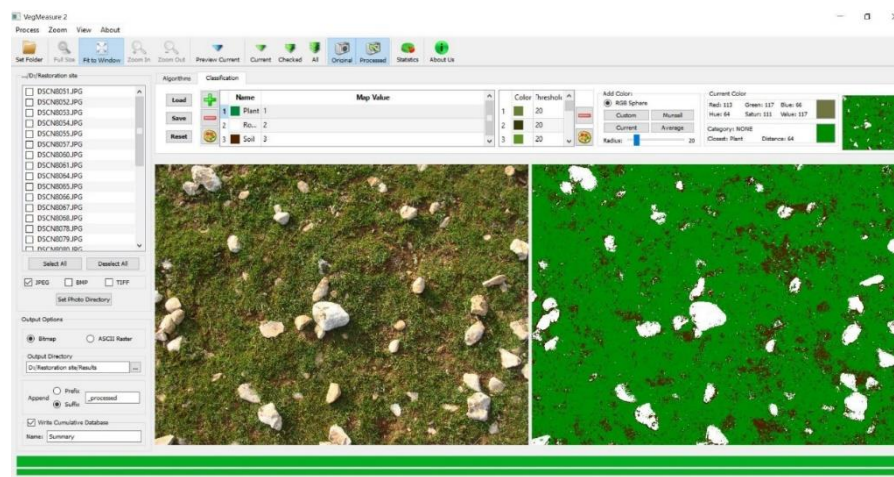 VegMeasure 2
Process Zoom View About
Set Folder Full Size Fit to Window Zoom In Zoom Out Preview Current Current Checked All Original Processed Statistics About Us
.../D:/Restoration site
DSCN8051.JPG
DSCN8052.JPG
DSCN8053.JPG
DSCN8054.JPG
DSCN8055.JPG
DSCN8057.JPG
DSCN8060.JPG
DSCN8061.JPG
DSCN8064.JPG
DSCN8065.JPG
DSCN8066.JPG
DSCN8067.JPG
DSCN8068.JPG
DSCN8078.JPG
DSCN8079.JPG
DSCN8080.JPG
Select All Deselect All
JPEG BMP TIFF
Set Photo Directory
Output Options
Bitmap ASCII Raster
Output Directory
D:/Restoration site/Results ...
Append Prefix
Suffix _processed
Write Cumulative Database
Name: Summary
Algorithms Classification
Load
Save
Reset
Name Map Value
1 Plant 1
2 Ro... 2
3 Soil 3
Color Threshold
1 20
2 20
3 20
Add Color:
RGB Sphere
Custom Munsell
Current Average
Radius: 20
Current Color
Red: 113 Green: 117 Blue: 66
Hue: 64 Satur: 111 Value: 117
Category: NONE
Closest: Plant Distance: 64